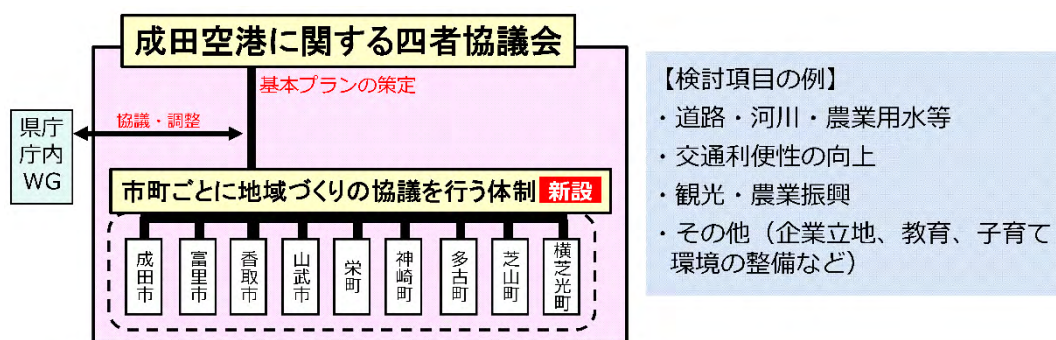 成田空港に関する四者協議会
基本プランの策定
協議・調整
県庁
庁内
WG
市町ごとに地域づくりの協議を行う体制 新設
成田市
富里市
香取市
山武市
栄町
神崎町
多古町
芝山町
横芝光町
【検討項目の例】
・道路・河川・農業用水等
・交通利便性の向上
・観光・農業振興
・その他（企業立地、教育、子育て
環境の整備など）